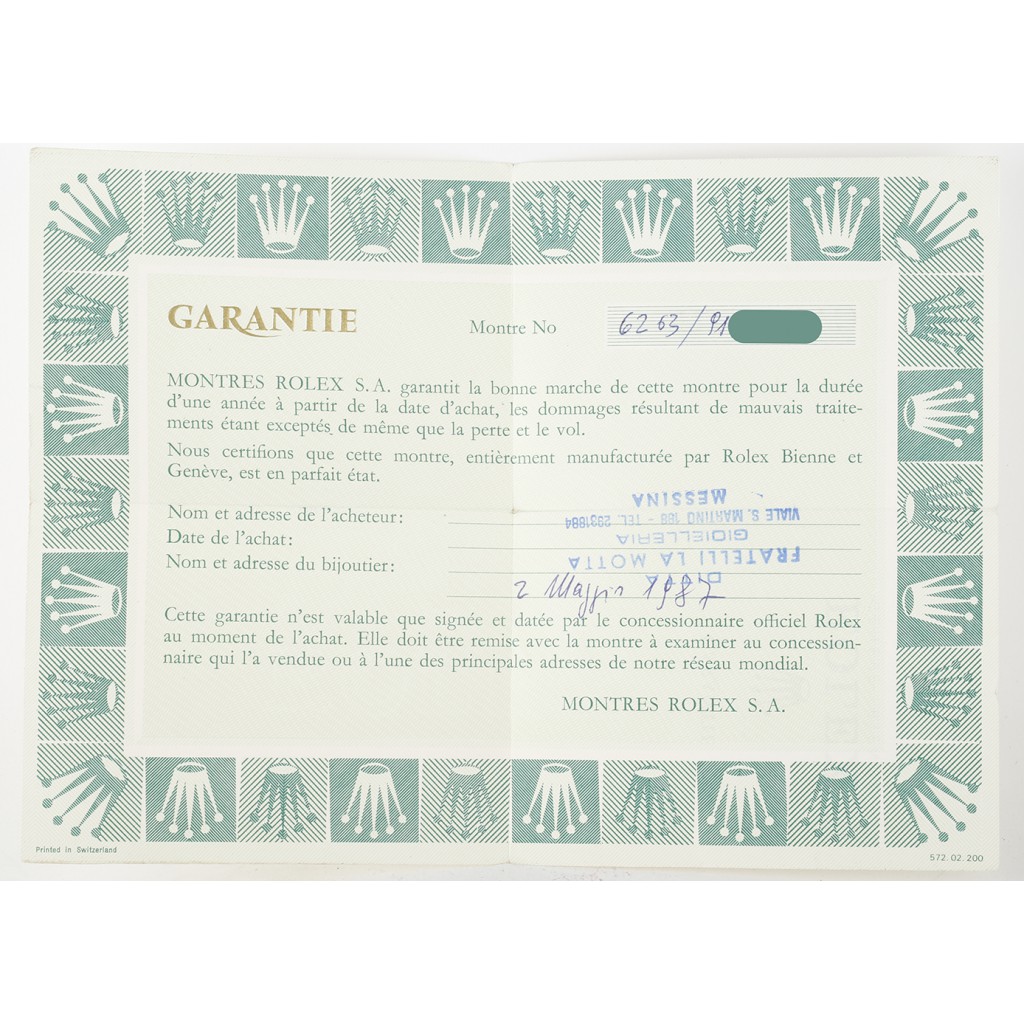 GARANTIE
Montre No 6263/91
MONTRES ROLEX S.A. garantit la bonne marche de cette montre pour la durée
d'une année à partir de la date d'achat, les dommages résultant de mauvais traite-
ments étant exceptés de même que la perte et le vol.
Nous certifions que cette montre, entièrement manufacturée par Rolex Bienne et
Genève, est en parfait état.
Nom et adresse de l'acheteur:
Date de l'achat:
Nom et adresse du bijoutier:
DITTA
FRATELLI LA MOTTA
GIOIELLERIA
VIALE S. MARTINO 188 - TEL. 2931884
MESSINA
2 Maggio 1987
Cette garantie n'est valable que signée et datée par le concessionnaire officiel Rolex
au moment de l'achat. Elle doit être remise avec la montre à examiner au concession-
naire qui l'a vendue ou à l'une des principales adresses de notre réseau mondial.
MONTRES ROLEX S.A.
Printed in Switzerland
572.02.200